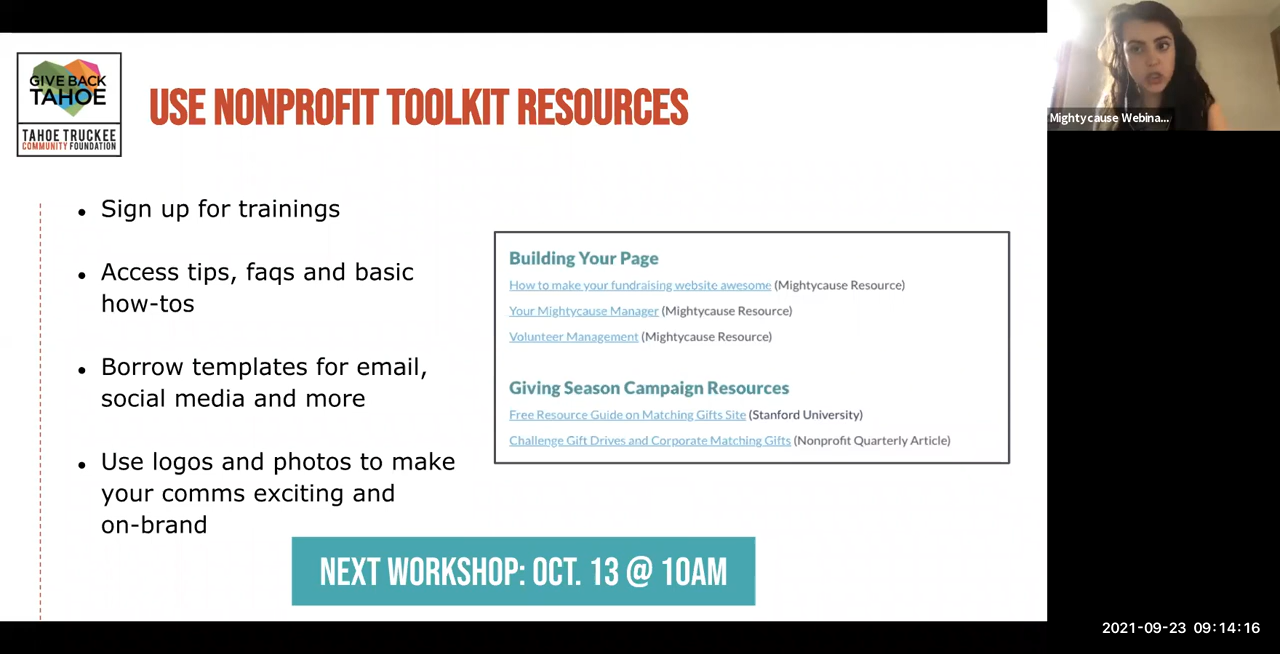 GIVE BACK
TAHOE
TAHOE TRUCKEE
COMMUNITY FOUNDATION
USE NONPROFIT TOOLKIT RESOURCES
• Sign up for trainings
• Access tips, faqs and basic
how-tos
• Borrow templates for email,
social media and more
• Use logos and photos to make
your comms exciting and
on-brand
Building Your Page
How to make your fundraising website awesome (Mightycause Resource)
Your Mightycause Manager (Mightycause Resource)
Volunteer Management (Mightycause Resource)
Giving Season Campaign Resources
Free Resource Guide on Matching Gifts Site (Stanford University)
Challenge Gift Drives and Corporate Matching Gifts (Nonprofit Quarterly Article)
NEXT WORKSHOP: OCT. 13 @ 10AM
Mightycause Webina...
2021-09-23 09:14:16